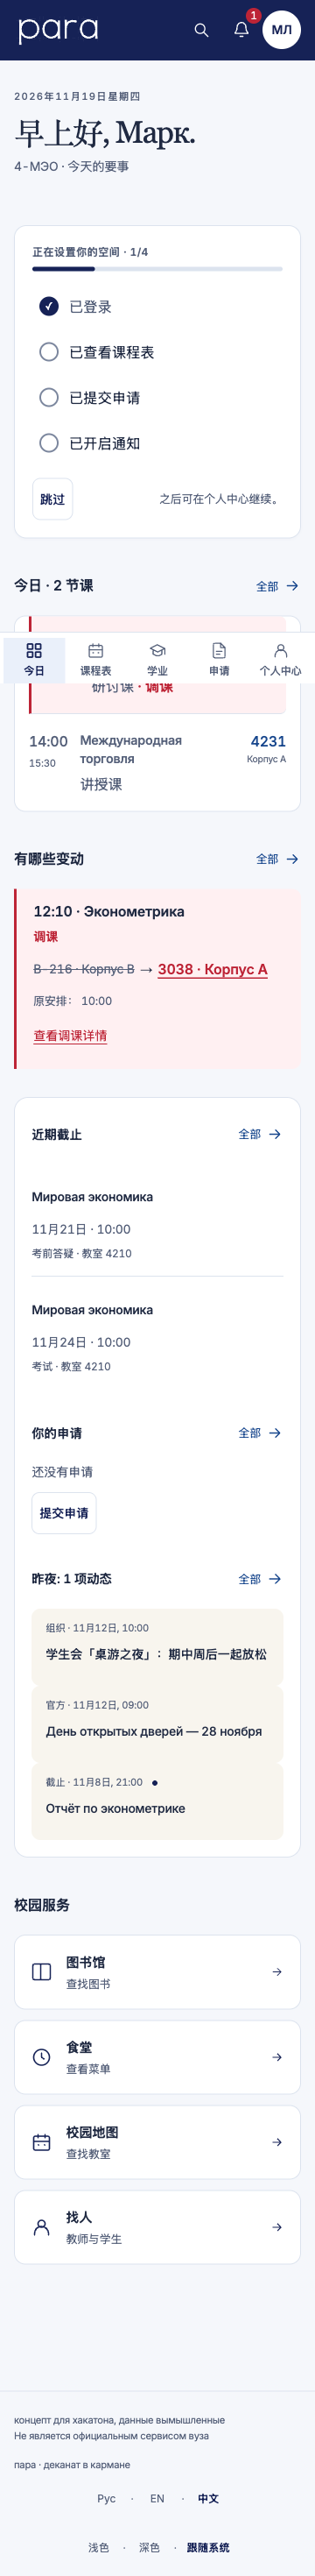 para
1
МЛ
2026年11月19日星期四
早上好, Марк.
4-МЭО · 今天的要事
正在设置你的空间 · 1/4
已登录
已查看课程表
已提交申请
已开启通知
跳过
之后可在个人中心继续。
今日 · 2 节课
全部 →
今日
课程表
学业
申请
个人中心
研讨课 · 调课
14:00
Международная
4231
15:30
торговля
Корпус А
讲授课
有哪些变动
全部 →
12:10 · Эконометрика
调课
В-216 · Корпус В → 3038 · Корпус А
原安排： 10:00
查看调课详情
近期截止
全部 →
Мировая экономика
11月21日 · 10:00
考前答疑 · 教室 4210
Мировая экономика
11月24日 · 10:00
考试 · 教室 4210
你的申请
全部 →
还没有申请
提交申请
昨夜: 1 项动态
全部 →
组织 · 11月12日, 10:00
学生会「桌游之夜」：期中周后一起放松
官方 · 11月12日, 09:00
День открытых дверей — 28 ноября
截止 · 11月8日, 21:00
Отчёт по эконометрике
校园服务
图书馆
查找图书
→
食堂
查看菜单
→
校园地图
查找教室
→
找人
教师与学生
→
концепт для хакатона, данные вымышленные
Не является официальным сервисом вуза
пара · деканат в кармане
Рус · EN · 中文
浅色 · 深色 · 跟随系统